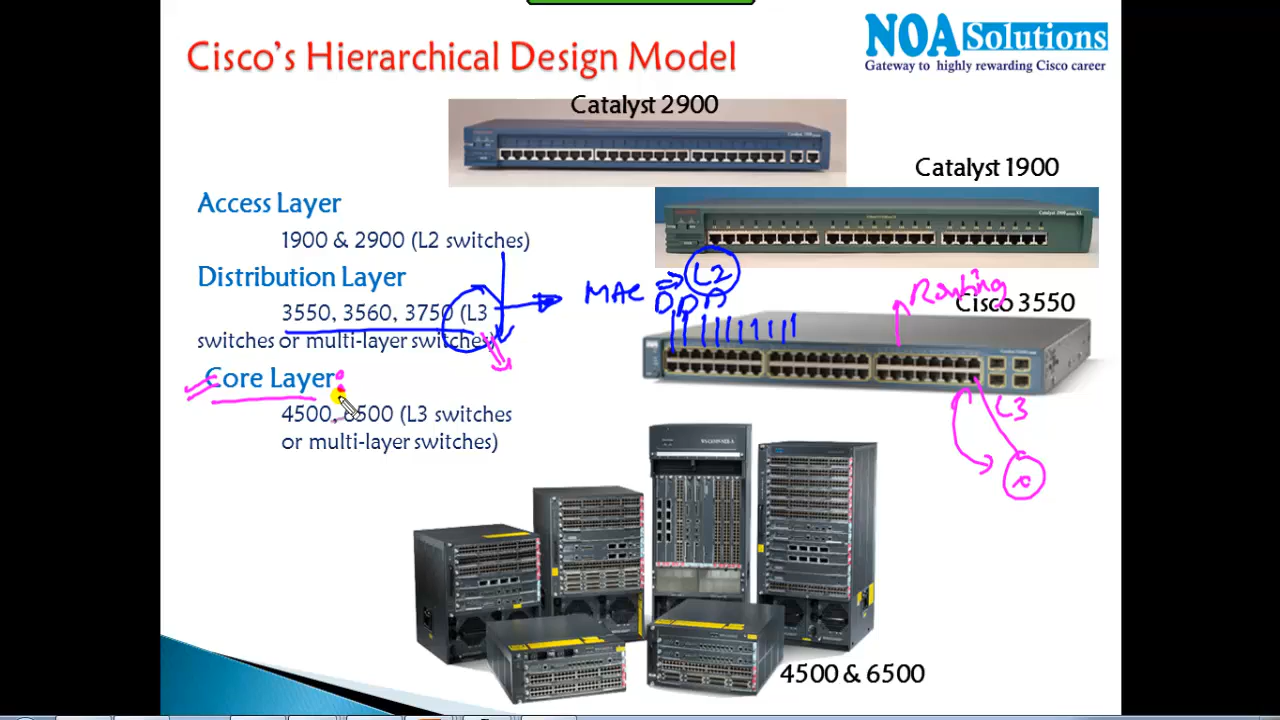 Cisco's Hierarchical Design Model
NOA Solutions
Gateway to highly rewarding Cisco career
Catalyst 2900
Catalyst 1900
Access Layer
1900 & 2900 (L2 switches)
Distribution Layer
3550, 3560, 3750 (L3
switches or multi-layer switches)
MAC
L2
Routing
Cisco 3550
Core Layer:
4500, 6500 (L3 switches
or multi-layer switches)
L3
4500 & 6500